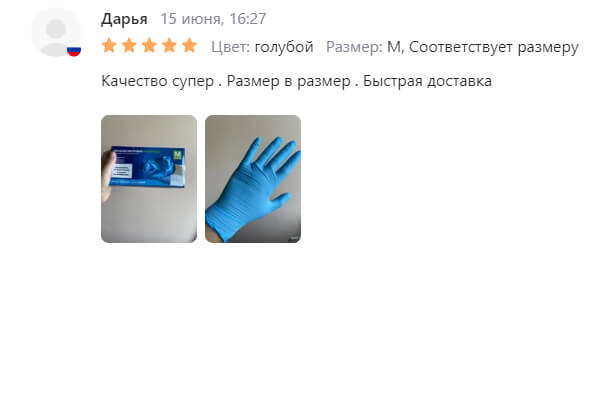 Дарья 15 июня, 16:27
Цвет: голубой Размер: M, Соответствует размеру
Качество супер . Размер в размер . Быстрая доставка
M